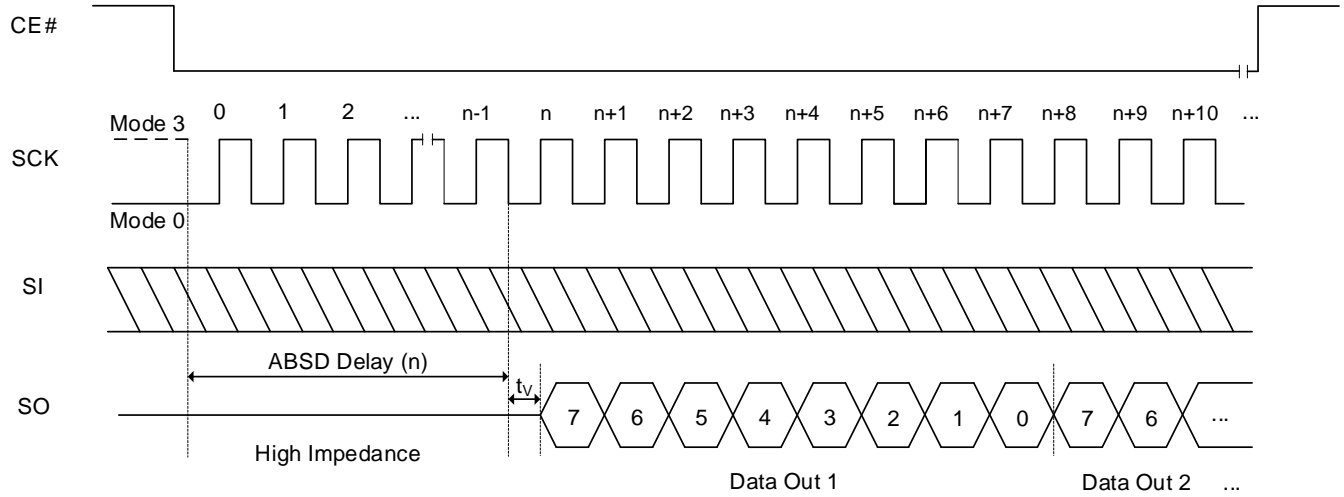 CE#
0 1 2 ... n-1 n n+1 n+2 n+3 n+4 n+5 n+6 n+7 n+8 n+9 n+10 ...
Mode 3
SCK
Mode 0
SI
ABSD Delay (n)
tV
SO
7 6 5 4 3 2 1 0 7 6 ...
High Impedance
Data Out 1 Data Out 2 ...